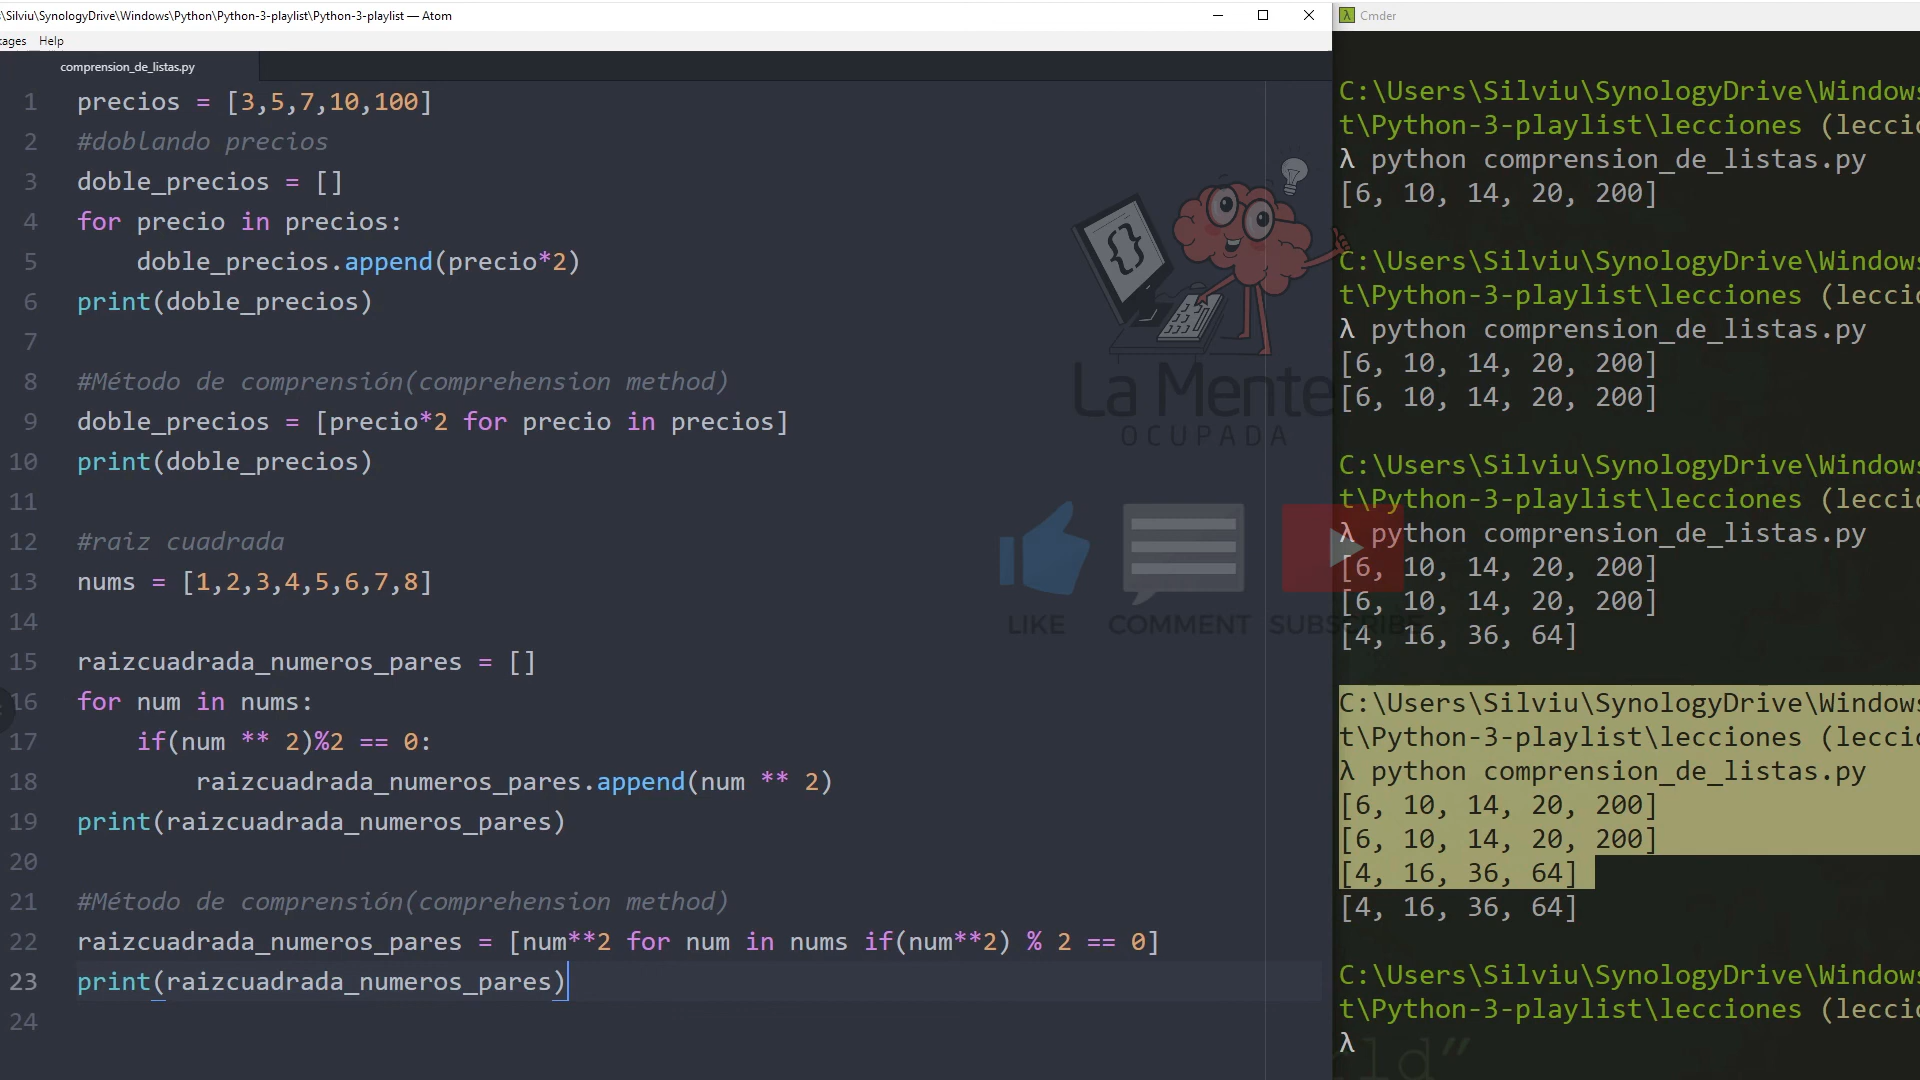 \Silviu\SynologyDrive\Windows\Python\Python-3-playlist\Python-3-playlist — Atom
Help
comprension_de_listas.py
1 precios = [3,5,7,10,100]
2 #doblando precios
3 doble_precios = []
4 for precio in precios:
5 doble_precios.append(precio*2)
6 print(doble_precios)
7
8 #Método de comprensión(comprehension method)
9 doble_precios = [precio*2 for precio in precios]
10 print(doble_precios)
11
12 #raiz cuadrada
13 nums = [1,2,3,4,5,6,7,8]
14
15 raizcuadrada_numeros_pares = []
16 for num in nums:
17 if(num ** 2)%2 == 0:
18 raizcuadrada_numeros_pares.append(num ** 2)
19 print(raizcuadrada_numeros_pares)
20
21 #Método de comprensión(comprehension method)
22 raizcuadrada_numeros_pares = [num**2 for num in nums if(num**2) % 2 == 0]
23 print(raizcuadrada_numeros_pares)
24
{}
La Mente
OCUPADA
LIKE COMMENT SUBSCRIBE
λ Cmder
C:\Users\Silviu\SynologyDrive\Windows
t\Python-3-playlist\lecciones (leccio
λ python comprension_de_listas.py
[6, 10, 14, 20, 200]
C:\Users\Silviu\SynologyDrive\Windows
t\Python-3-playlist\lecciones (leccio
λ python comprension_de_listas.py
[6, 10, 14, 20, 200]
[6, 10, 14, 20, 200]
C:\Users\Silviu\SynologyDrive\Windows
t\Python-3-playlist\lecciones (leccio
λ python comprension_de_listas.py
[6, 10, 14, 20, 200]
[6, 10, 14, 20, 200]
[4, 16, 36, 64]
C:\Users\Silviu\SynologyDrive\Windows
t\Python-3-playlist\lecciones (leccio
λ python comprension_de_listas.py
[6, 10, 14, 20, 200]
[6, 10, 14, 20, 200]
[4, 16, 36, 64]
[4, 16, 36, 64]
C:\Users\Silviu\SynologyDrive\Windows
t\Python-3-playlist\lecciones (leccio
λ